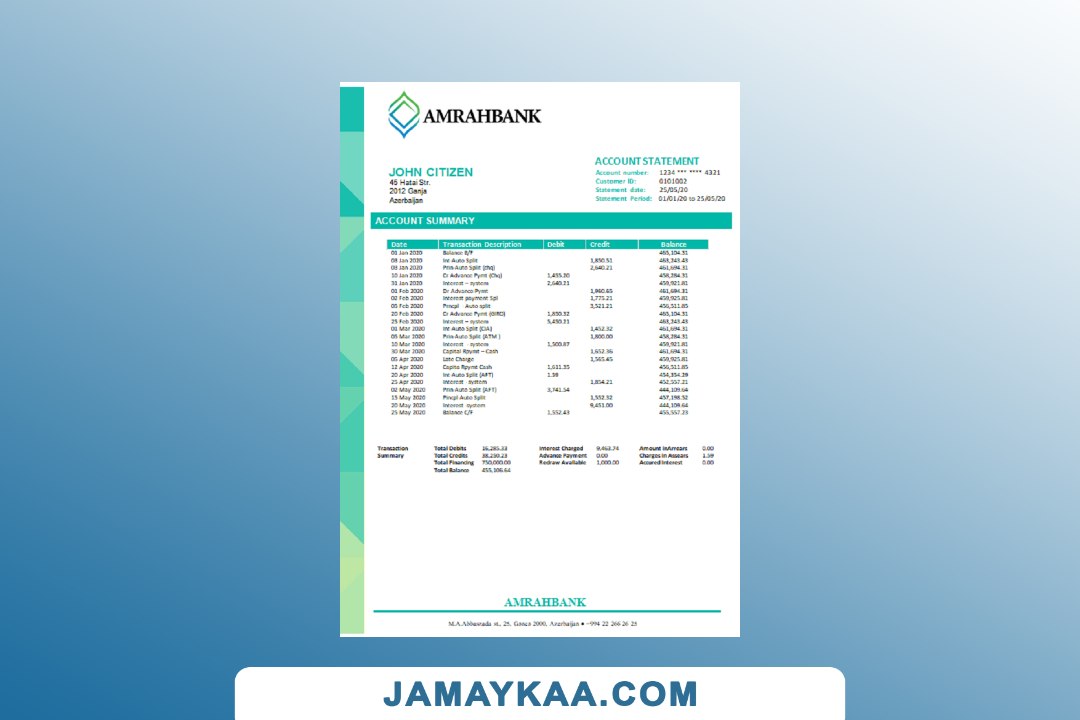 AMRAHBANK
JOHN CITIZEN
45 Hatai Str.
2012 Ganja
Azerbaijan
ACCOUNT STATEMENT
Account number: 1234 *** **** 4321
Customer ID: 0101002
Statement date: 25/05/20
Statement Period: 01/01/20 to 25/05/20
ACCOUNT SUMMARY
Date Transaction Description Debit Credit Balance
01 Jan 2020 Balance B/F 465,104.31
03 Jan 2020 Int Auto Split 1,850.51 463,243.43
03 Jan 2020 Prin-Auto Split (chq) 2,640.21 461,694.31
10 Jan 2020 Cr Advance Pymt (Chq) 1,435.20 458,284.31
31 Jan 2020 Interest – system 2,640.21 459,921.81
01 Feb 2020 Dr Advance Pymt 1,960.65 461,694.31
02 Feb 2020 Interest payment Spl 1,775.21 459,925.81
05 Feb 2020 Princpl Auto split 3,521.21 456,511.85
20 Feb 2020 Cr Advance Pymt (GIRO) 1,850.32 465,104.31
25 Feb 2020 Interest – system 5,430.21 463,243.43
01 Mar 2020 Int Auto Split (CIA) 1,452.32 461,694.31
05 Mar 2020 Prin-Auto Split (ATM ) 1,800.00 458,284.31
10 Mar 2020 Interest system 1,500.87 459,921.81
30 Mar 2020 Capital Rpymt – Cash 1,652.36 461,694.31
05 Apr 2020 Late Charge 1,565.45 459,925.81
12 Apr 2020 Capita Rpymt Cash 1,611.35 456,511.85
20 Apr 2020 Int Auto Split (AFT) 1.59 454,354.29
25 Apr 2020 Interest system 1,854.21 452,557.21
02 May 2020 Prin-Auto Split (AFT) 3,741.54 444,109.64
15 May 2020 Pincpl Auto Split 1,552.32 457,198.52
20 May 2020 Interest system 9,451.00 444,109.64
25 May 2020 Balance C/F 1,552.43 455,557.23
Transaction Summary
Total Debits 16,285.33
Total Credits 38,250.23
Total Financing 750,000.00
Total Balance 455,106.64
Interest Charged 9,463.74
Advance Payment 0.00
Redraw Available 1,000.00
Amount InArrears 0.00
Charges In Assears 1.59
Accured Interest 0.00
AMRAHBANK
M.A.Abbaszada st., 25, Ganca 2000, Azerbaijan ● +994 22 266 26 25
JAMAYKAA.COM